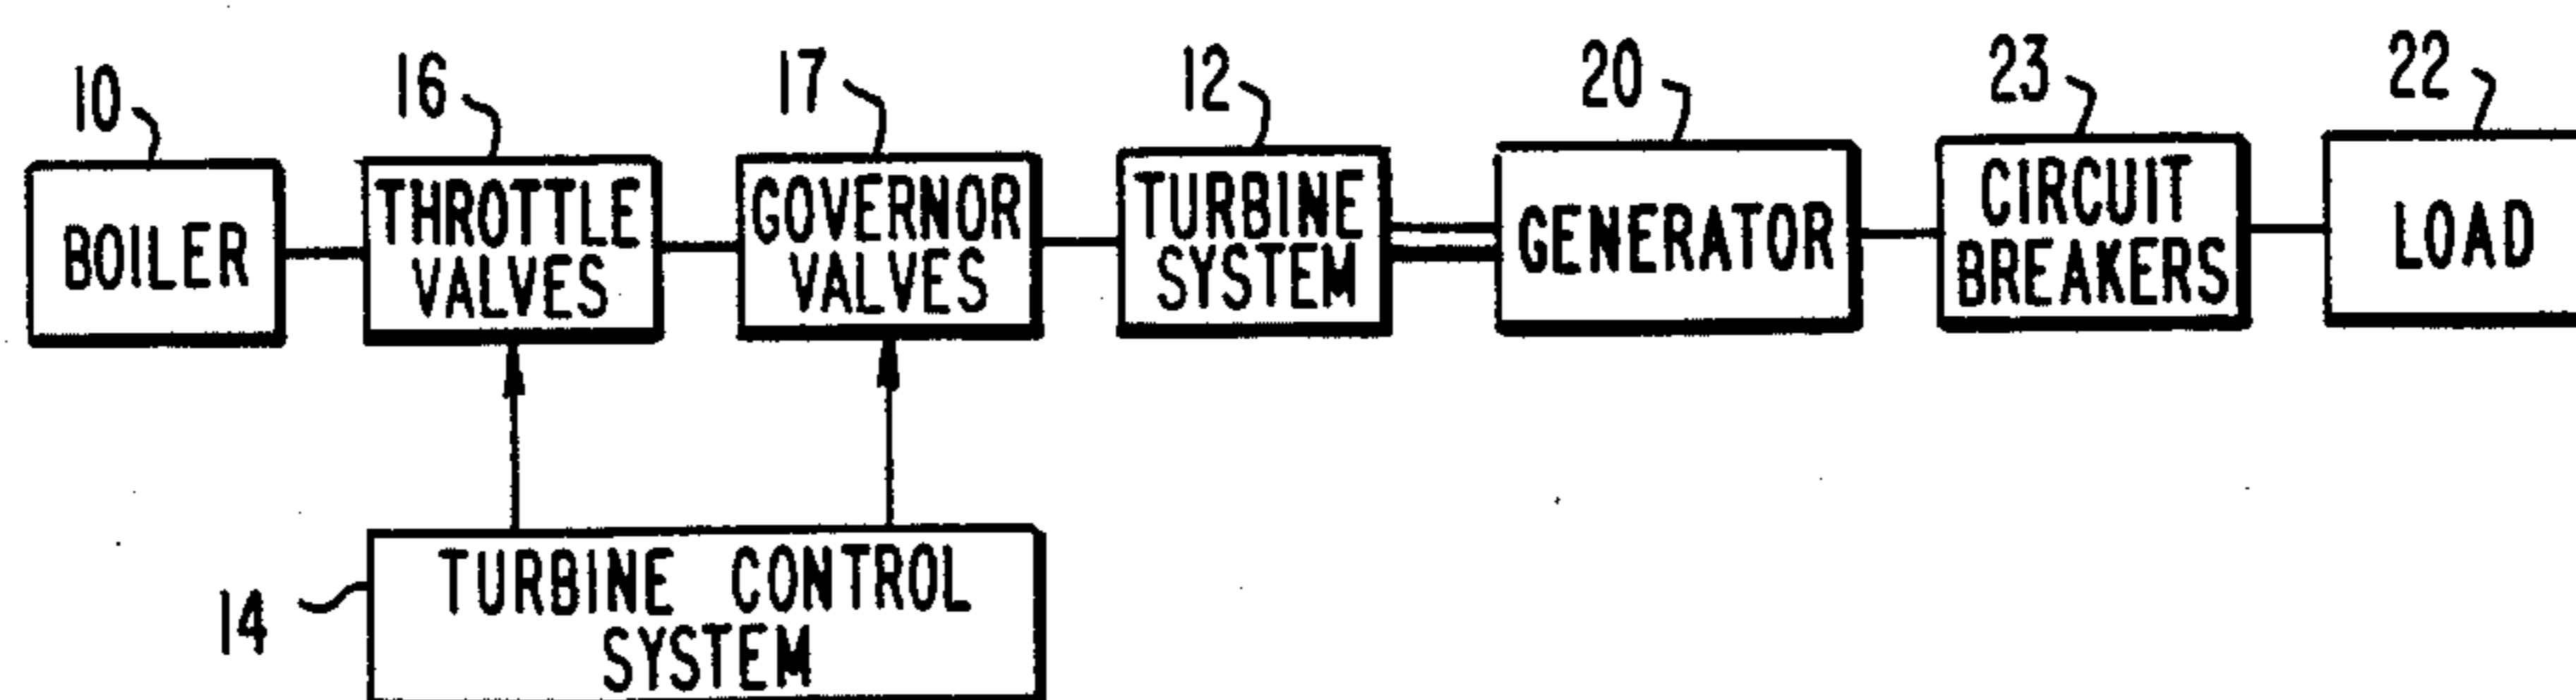 10
16
17
12
20
23
22
BOILER
THROTTLE
VALVES
GOVERNOR
VALVES
TURBINE
SYSTEM
GENERATOR
CIRCUIT
BREAKERS
LOAD
14
TURBINE CONTROL
SYSTEM